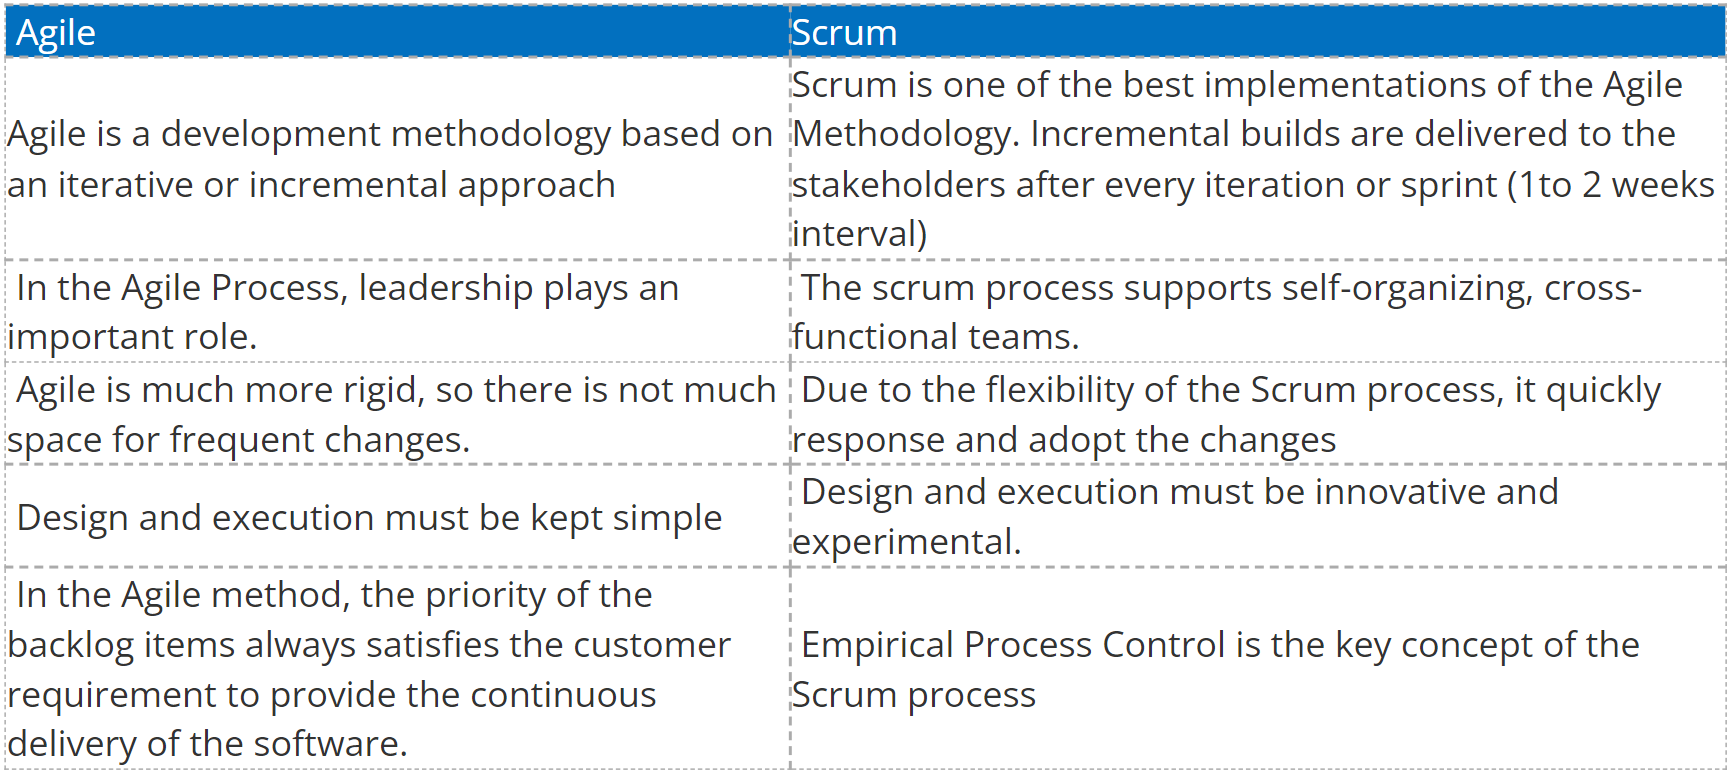 Agile
Scrum
Agile is a development methodology based on
an iterative or incremental approach
Scrum is one of the best implementations of the Agile
Methodology. Incremental builds are delivered to the
stakeholders after every iteration or sprint (1to 2 weeks
interval)
In the Agile Process, leadership plays an
important role.
The scrum process supports self-organizing, cross-
functional teams.
Agile is much more rigid, so there is not much
space for frequent changes.
Due to the flexibility of the Scrum process, it quickly
response and adopt the changes
Design and execution must be kept simple
Design and execution must be innovative and
experimental.
In the Agile method, the priority of the
backlog items always satisfies the customer
requirement to provide the continuous
delivery of the software.
Empirical Process Control is the key concept of the
Scrum process